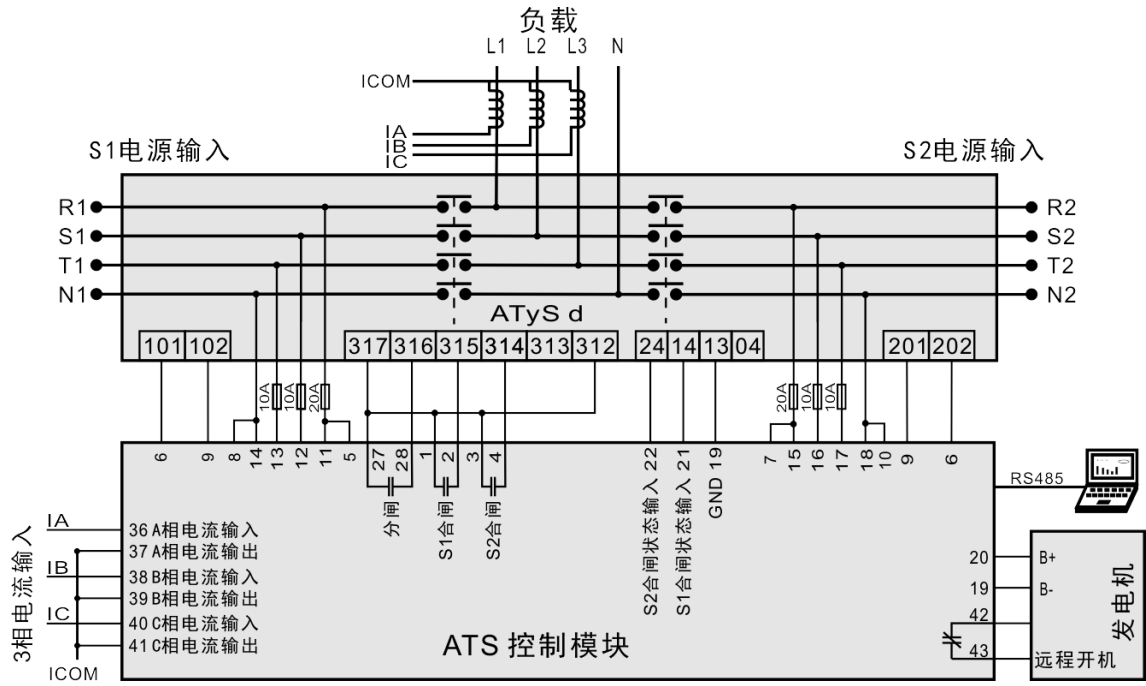 负载
L1 L2 L3 N
ICOM
IA
IB
IC
S1电源输入
S2电源输入
R1
S1
T1
N1
R2
S2
T2
N2
ATyS d
101 102
317 316 315 314 313 312
24 14 13 04
201 202
10A 10A 20A
20A 10A 10A
6 9 8 14 13 12 11 5 27 28 1 2 3 4
S2合闸状态输入 22
S1合闸状态输入 21
GND 19
7 15 16 17 18 10 9 6
分闸
S1合闸
S2合闸
RS485
3相电流输入
IA
36 A相电流输入
37 A相电流输出
IB
38 B相电流输入
39 B相电流输出
IC
40 C相电流输入
41 C相电流输出
ICOM
ATS 控制模块
20 B+
19 B-
42
43 远程开机
发电机